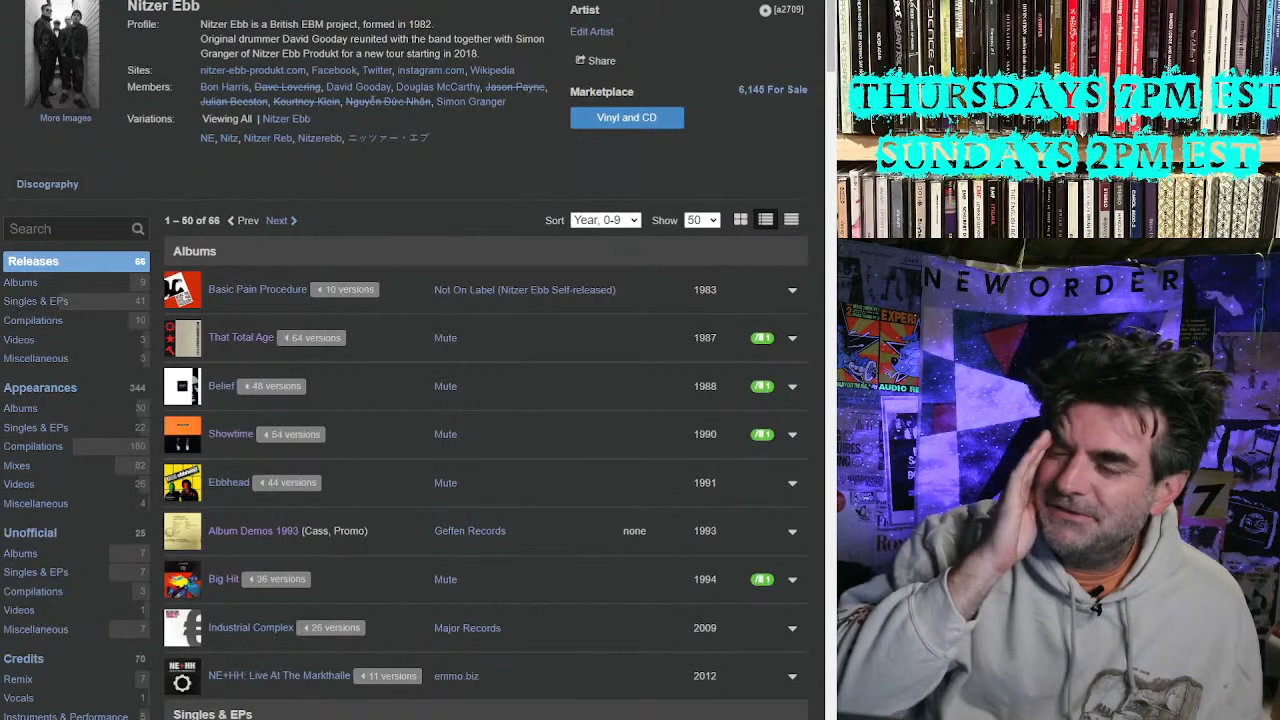 Nitzer Ebb
Profile: Nitzer Ebb is a British EBM project, formed in 1982.
Original drummer David Gooday reunited with the band together with Simon
Granger of Nitzer Ebb Produkt for a new tour starting in 2018.
Sites: nitzer-ebb-produkt.com, Facebook, Twitter, instagram.com, Wikipedia
Members: Bon Harris, Dave Lovering, David Gooday, Douglas McCarthy, Jason Payne,
Julian Beeston, Kourtney Klein, Nguyễn Đức Nhân, Simon Granger
Variations: Viewing All | Nitzer Ebb
NE, Nitz, Nitzer Reb, Nitzerebb, ニッツァー・エブ
More Images
Artist [a2709]
Edit Artist
Share
Marketplace 6,146 For Sale
Vinyl and CD
Discography
Search
Releases 66
Albums 9
Singles & EPs 41
Compilations 10
Videos 3
Miscellaneous 3
Appearances 344
Albums 30
Singles & EPs 22
Compilations 180
Mixes 82
Videos 26
Miscellaneous 4
Unofficial 25
Albums 7
Singles & EPs 7
Compilations 3
Videos 1
Miscellaneous 7
Credits 70
Remix 7
Vocals 1
Instruments & Performance 5
1 – 50 of 66 Prev Next Sort Year, 0-9 Show 50
Albums
Basic Pain Procedure 10 versions Not On Label (Nitzer Ebb Self-released) 1983
That Total Age 64 versions Mute 1987 1
Belief 48 versions Mute 1988 1
Showtime 54 versions Mute 1990 1
Ebbhead 44 versions Mute 1991
Album Demos 1993 (Cass, Promo) Geffen Records none 1993
Big Hit 36 versions Mute 1994 1
Industrial Complex 26 versions Major Records 2009
NE+HH: Live At The Markthalle 11 versions emmo.biz 2012
Singles & EPs
THURSDAYS 7PM EST
SUNDAYS 2PM EST
NEW ORDER
EXPERI
AUDIO RE
7